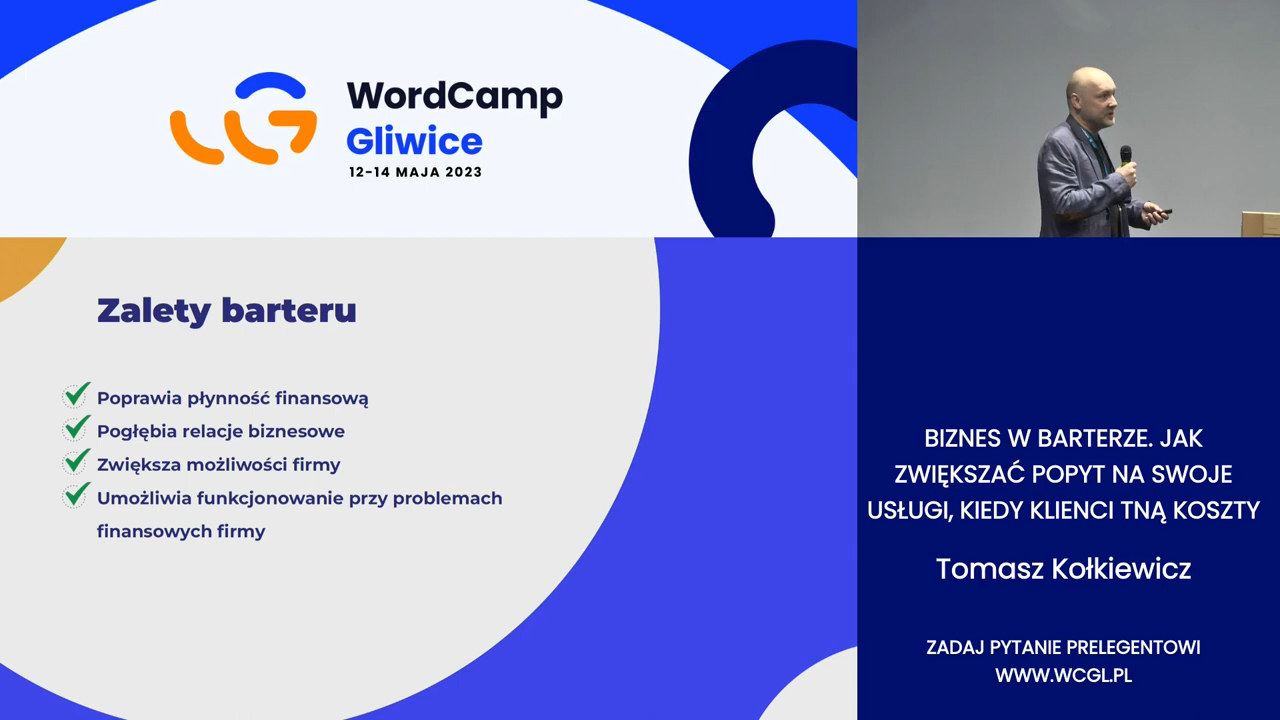 WordCamp
Gliwice
12-14 MAJA 2023
Zalety barteru
Poprawia płynność finansową
Pogłębia relacje biznesowe
Zwiększa możliwości firmy
Umożliwia funkcjonowanie przy problemach
finansowych firmy
BIZNES W BARTERZE. JAK
ZWIĘKSZAĆ POPYT NA SWOJE
USŁUGI, KIEDY KLIENCI TNĄ KOSZTY
Tomasz Kołkiewicz
ZADAJ PYTANIE PRELEGENTOWI
WWW.WCGL.PL